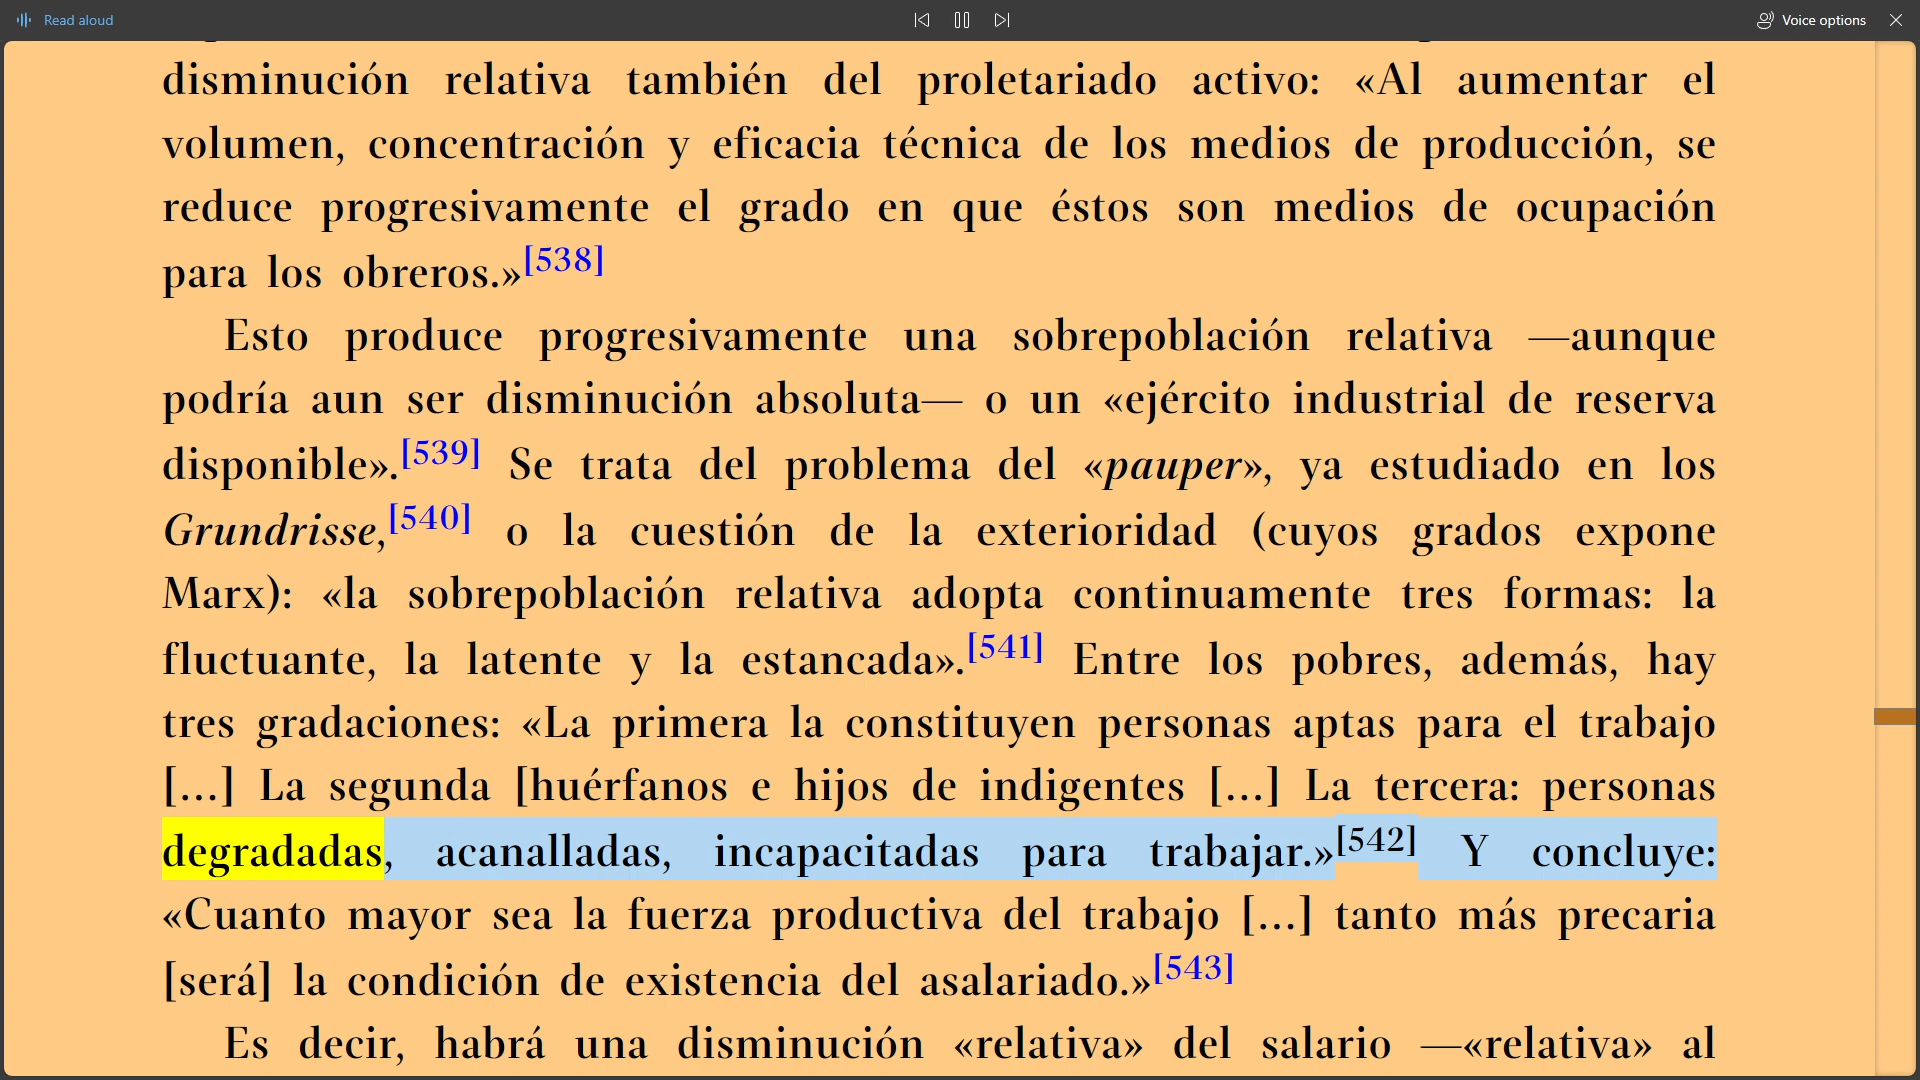 Read aloud
Voice options
disminución relativa también del proletariado activo: «Al aumentar el
volumen, concentración y eficacia técnica de los medios de producción, se
reduce progresivamente el grado en que éstos son medios de ocupación
para los obreros.»[538]
Esto produce progresivamente una sobrepoblación relativa —aunque
podría aun ser disminución absoluta— o un «ejército industrial de reserva
disponible».[539] Se trata del problema del «pauper», ya estudiado en los
Grundrisse,[540] o la cuestión de la exterioridad (cuyos grados expone
Marx): «la sobrepoblación relativa adopta continuamente tres formas: la
fluctuante, la latente y la estancada».[541] Entre los pobres, además, hay
tres gradaciones: «La primera la constituyen personas aptas para el trabajo
[...] La segunda [huérfanos e hijos de indigentes [...] La tercera: personas
degradadas, acanalladas, incapacitadas para trabajar.»[542] Y concluye:
«Cuanto mayor sea la fuerza productiva del trabajo [...] tanto más precaria
[será] la condición de existencia del asalariado.»[543]
Es decir, habrá una disminución «relativa» del salario —«relativa» al